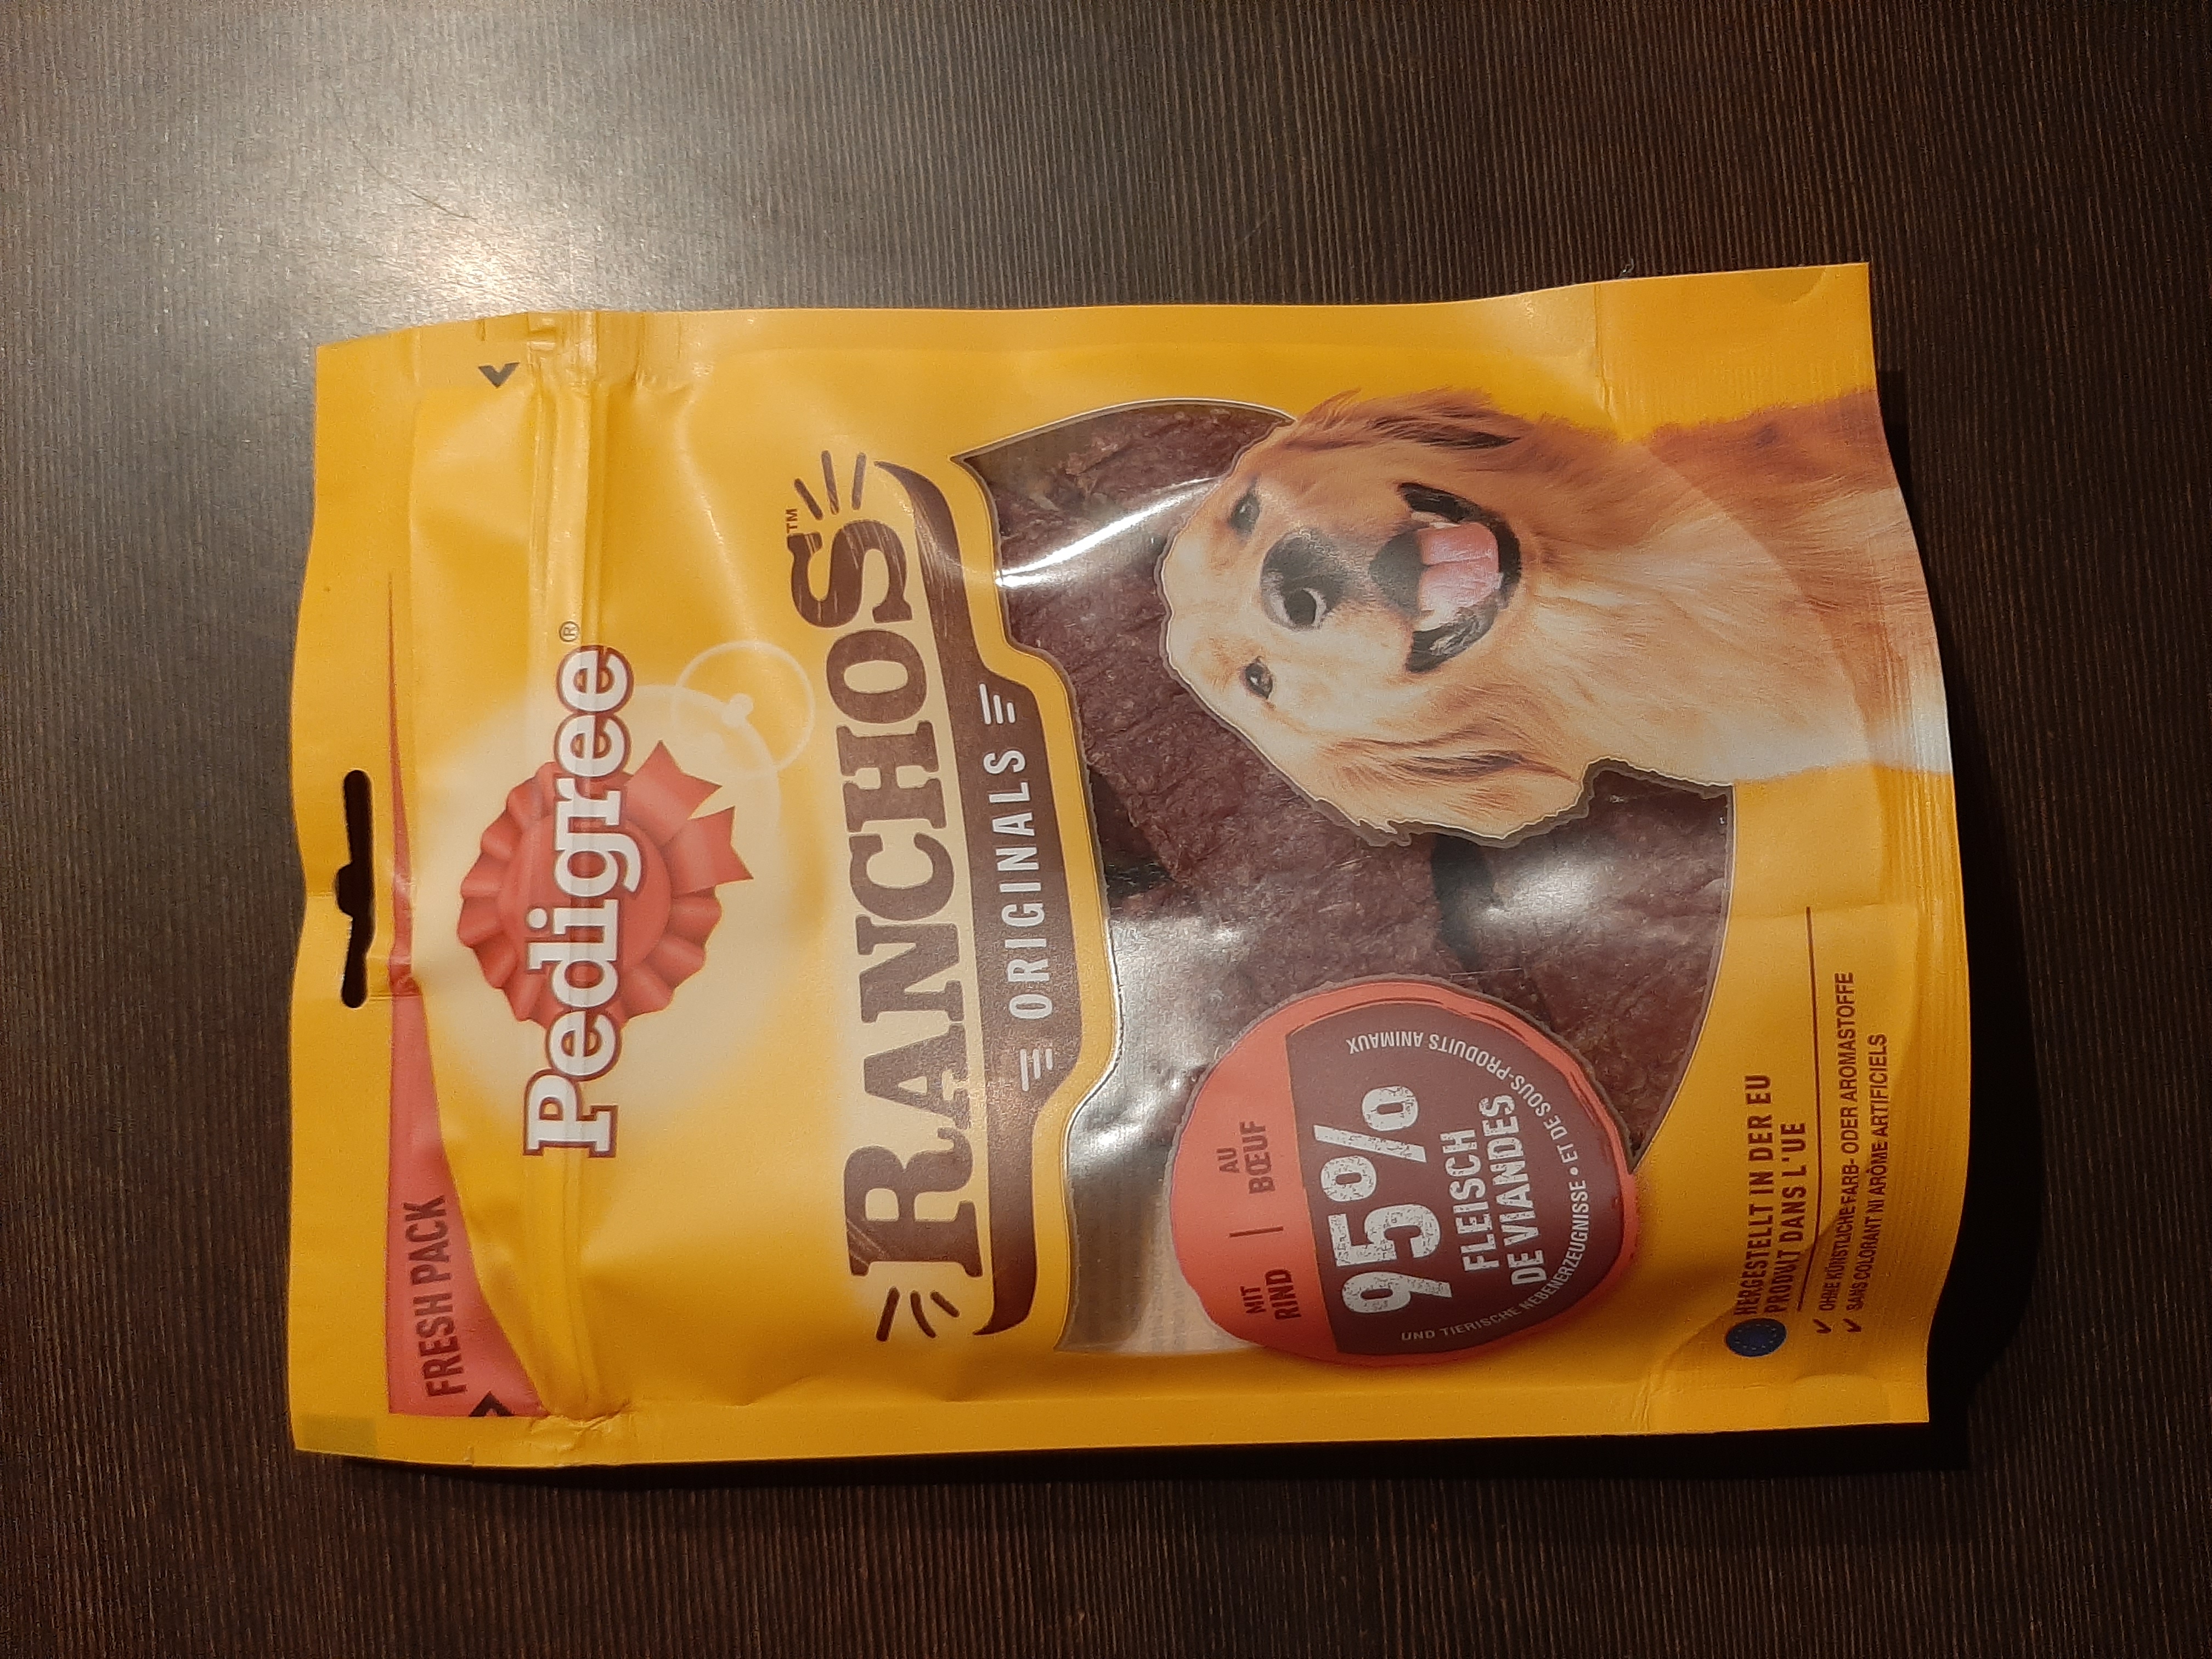 FRESH PACK
Pedigree®
RANCHOS™
ORIGINALS
MIT
RIND
AU
BŒUF
95%
FLEISCH
DE VIANDES
UND TIERISCHE NEBENERZEUGNISSE • ET DE SOUS-PRODUITS ANIMAUX
HERGESTELLT IN DER EU
PRODUIT DANS L'UE
✓ OHNE KÜNSTLICHE FARB- ODER AROMASTOFFE
✓ SANS COLORANT NI ARÔME ARTIFICIELS